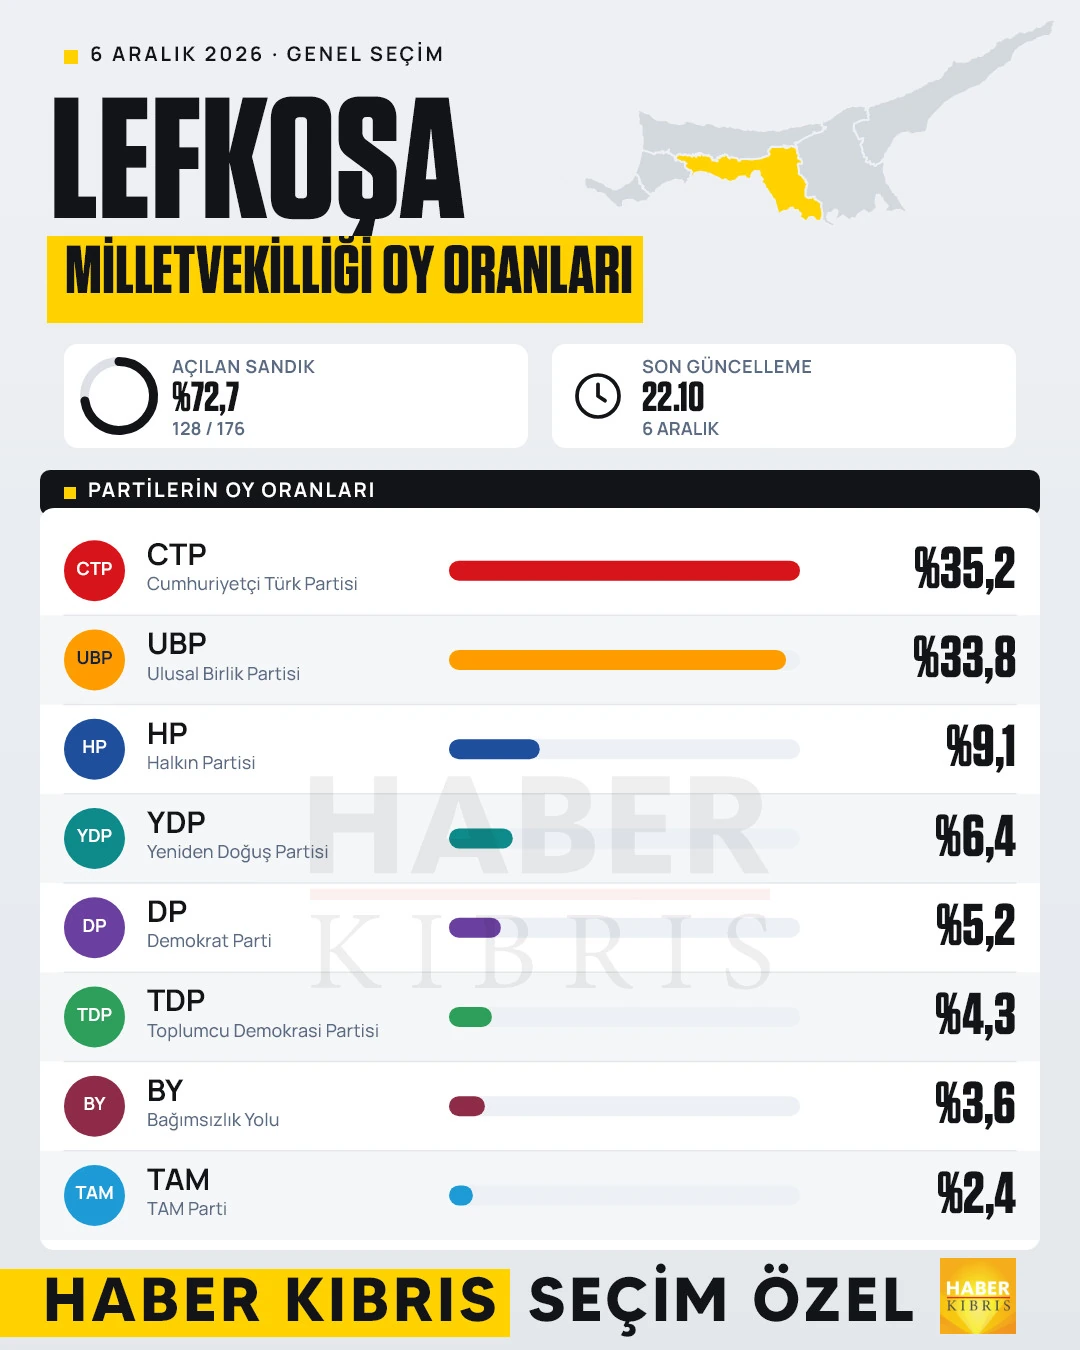 6 ARALIK 2026 · GENEL SEÇİM
LEFKOŞA
MİLLETVEKİLLİĞİ OY ORANLARI
AÇILAN SANDIK
%72,7
128 / 176
SON GÜNCELLEME
22.10
6 ARALIK
PARTİLERİN OY ORANLARI
CTP
CTP
Cumhuriyetçi Türk Partisi
%35,2
UBP
UBP
Ulusal Birlik Partisi
%33,8
HP
HP
Halkın Partisi
%9,1
YDP
YDP
Yeniden Doğuş Partisi
%6,4
DP
DP
Demokrat Parti
%5,2
TDP
TDP
Toplumcu Demokrasi Partisi
%4,3
BY
BY
Bağımsızlık Yolu
%3,6
TAM
TAM
TAM Parti
%2,4
HABER
KIBRIS
HABER KIBRIS SEÇİM ÖZEL
HABER
KIBRIS